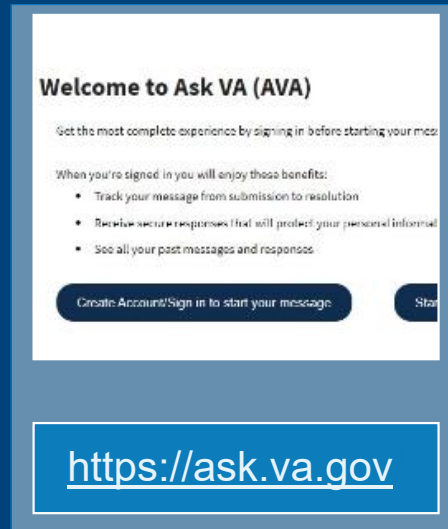 Welcome to Ask VA (AVA)
Get the most complete experience by signing in before starting your mes
When you're signed in you will enjoy these benefits:
• Track your message from submission to resolution
• Receive secure responses that will protect your personal informat
• See all your past messages and responses
Create Account/Sign in to start your message
Star
https://ask.va.gov